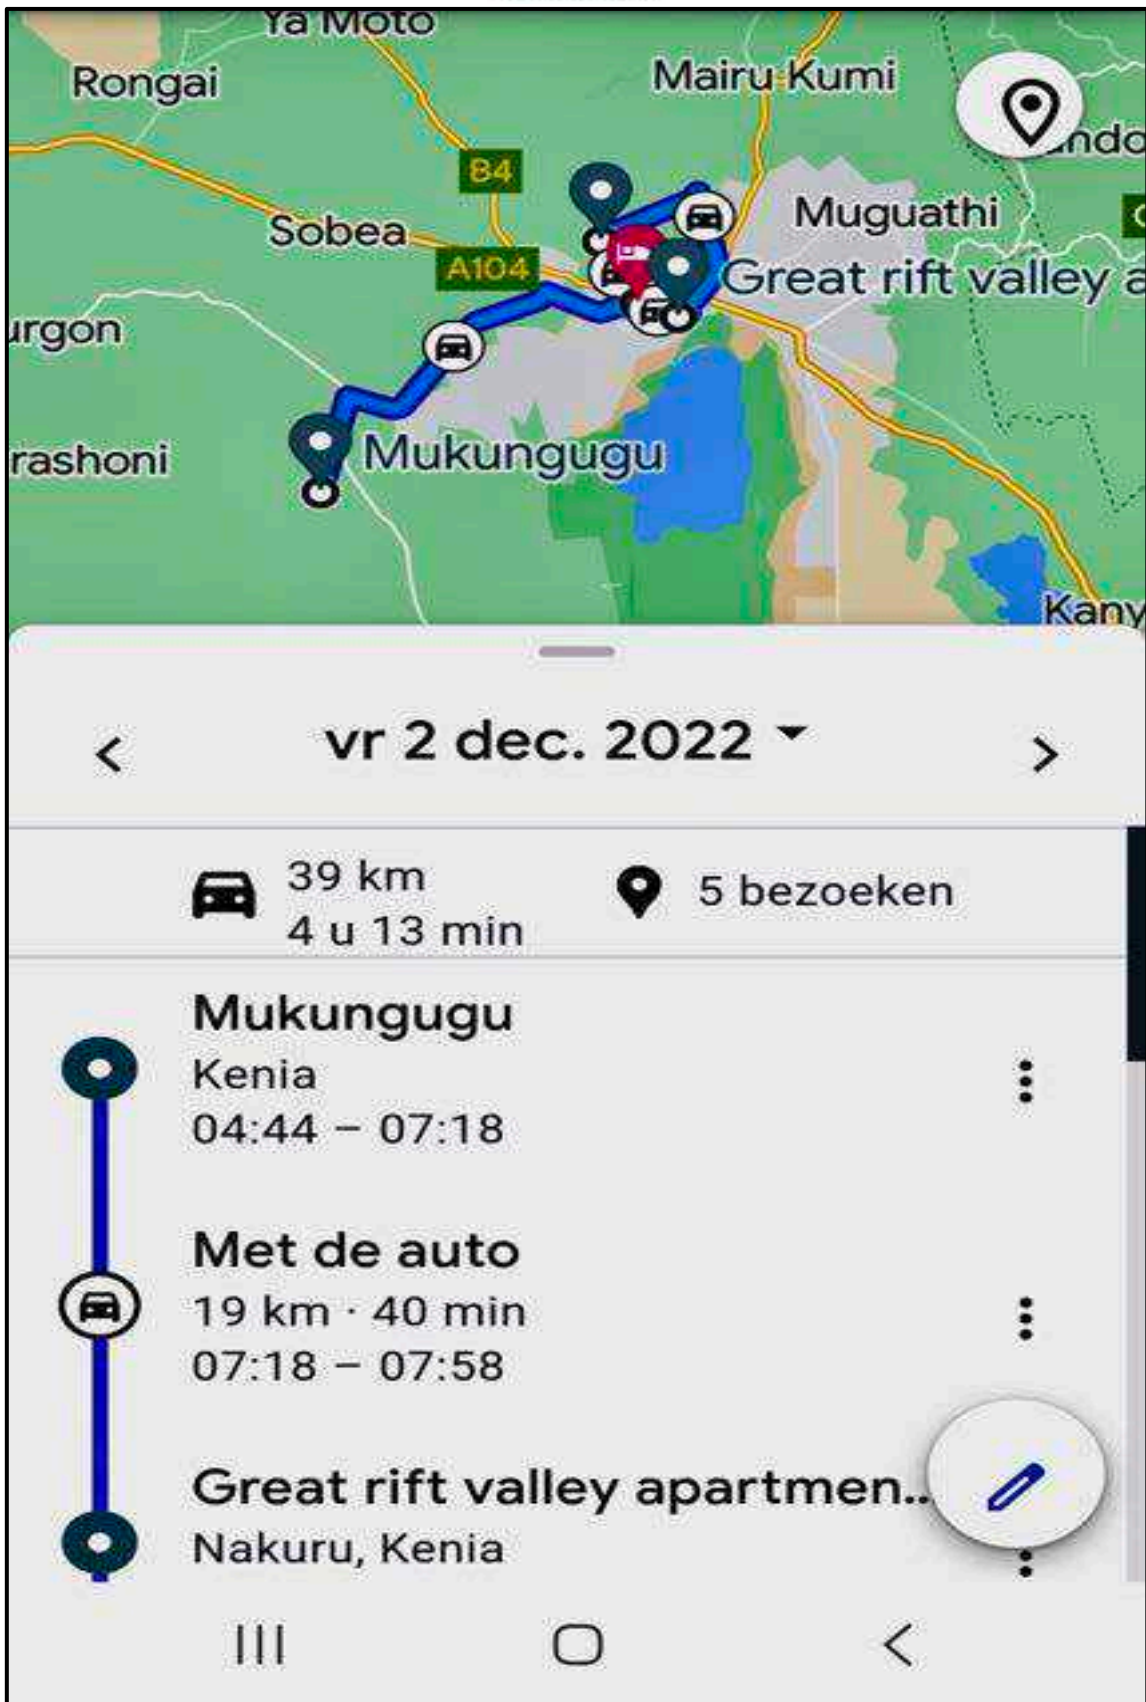 Ya Moto
Rongai
Mairu Kumi
B4
Sobea
Muguathi
A104
Great rift valley a
urgon
rashoni
Mukungugu
Kany
vr 2 dec. 2022
39 km
4 u 13 min
5 bezoeken
Mukungugu
Kenia
04:44 – 07:18
Met de auto
19 km · 40 min
07:18 – 07:58
Great rift valley apartmen..
Nakuru, Kenia